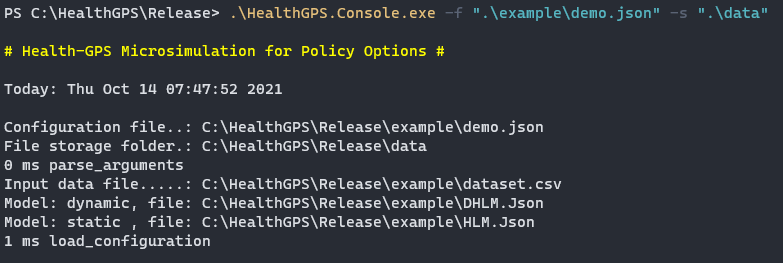 PS C:\HealthGPS\Release> .\HealthGPS.Console.exe -f ".\example\demo.json" -s ".\data"
# Health-GPS Microsimulation for Policy Options #
Today: Thu Oct 14 07:47:52 2021
Configuration file..: C:\HealthGPS\Release\example\demo.json
File storage folder.: C:\HealthGPS\Release\data
0 ms parse_arguments
Input data file.....: C:\HealthGPS\Release\example\dataset.csv
Model: dynamic, file: C:\HealthGPS\Release\example\DHLM.Json
Model: static , file: C:\HealthGPS\Release\example\HLM.Json
1 ms load_configuration